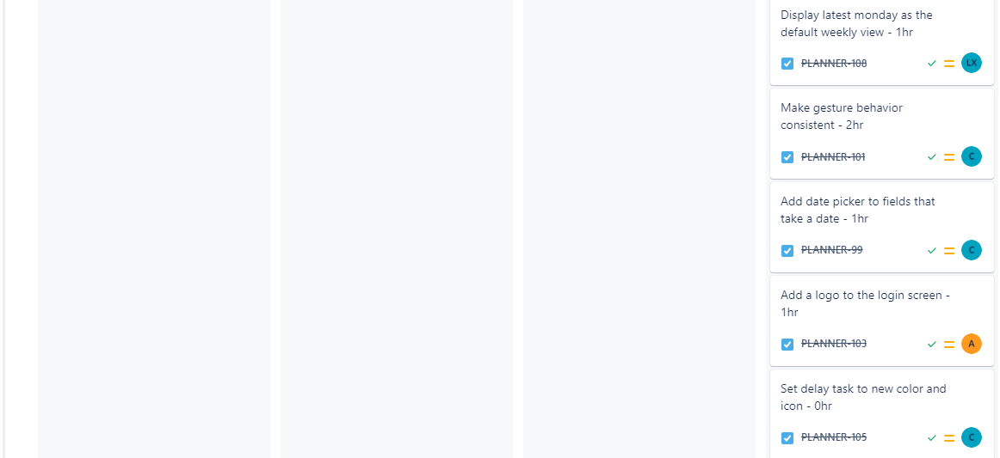 Display latest monday as the
default weekly view - 1hr
PLANNER-108
LX
Make gesture behavior
consistent - 2hr
PLANNER-101
C
Add date picker to fields that
take a date - 1hr
PLANNER-99
C
Add a logo to the login screen -
1hr
PLANNER-103
A
Set delay task to new color and
icon - 0hr
PLANNER-105
C